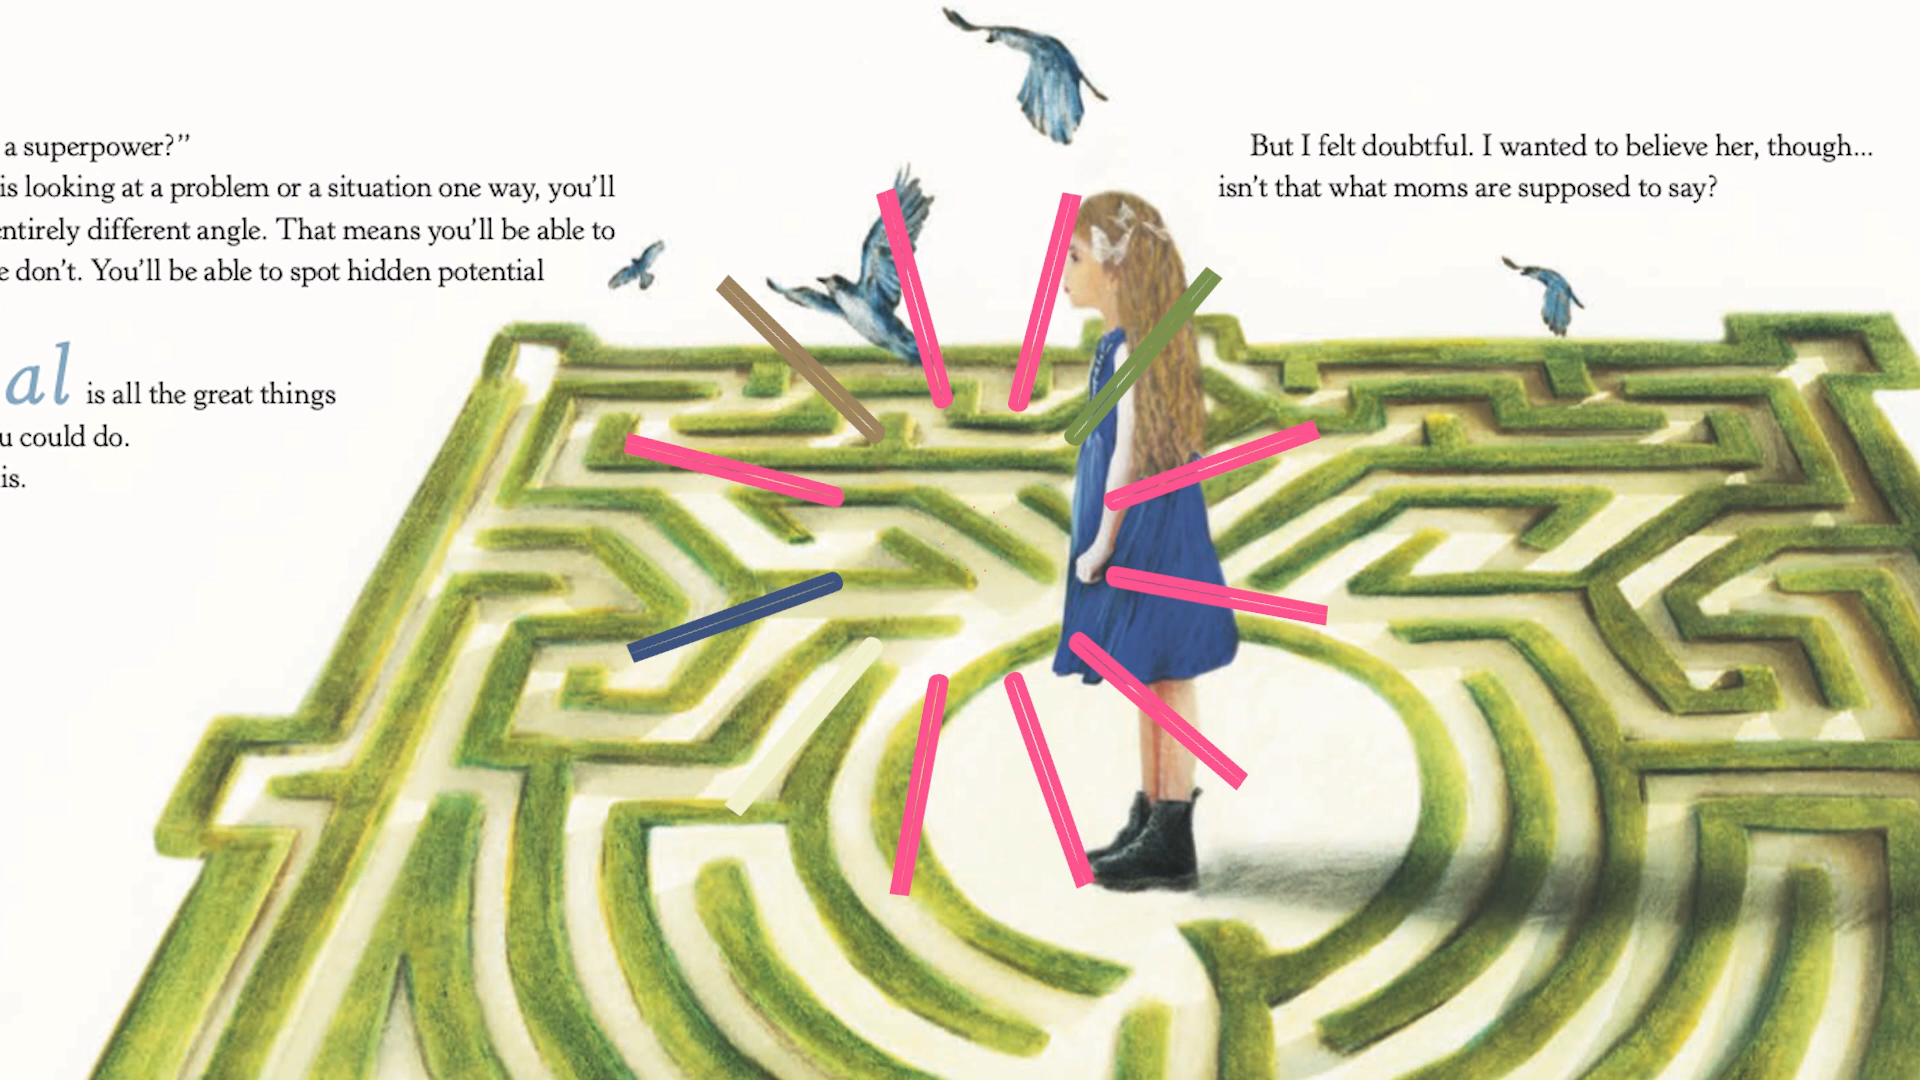 a superpower?”
is looking at a problem or a situation one way, you’ll
entirely different angle. That means you’ll be able to
e don’t. You’ll be able to spot hidden potential
al is all the great things
u could do.
is.
But I felt doubtful. I wanted to believe her, though...
isn’t that what moms are supposed to say?